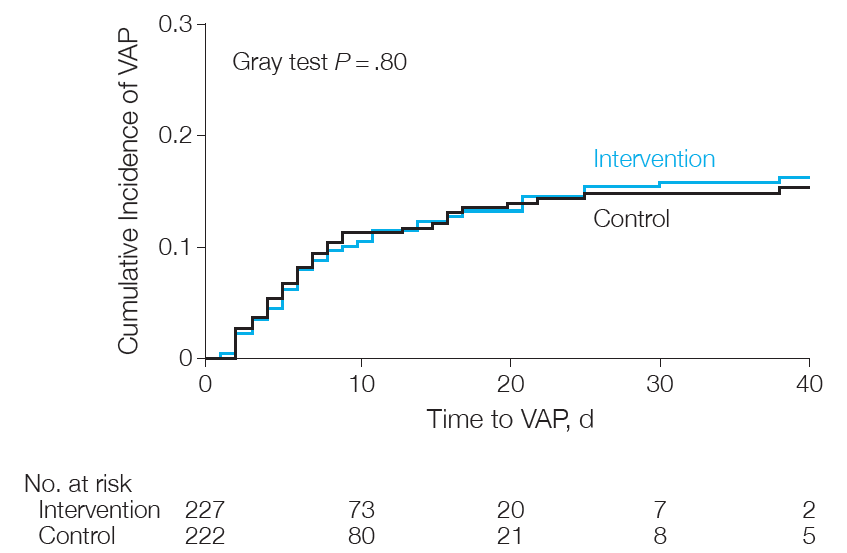 0.3
Gray test P = .80
0.2
Intervention
Control
0.1
0
Cumulative Incidence of VAP
0 10 20 30 40
Time to VAP, d
No. at risk
Intervention 227 73 20 7 2
Control 222 80 21 8 5